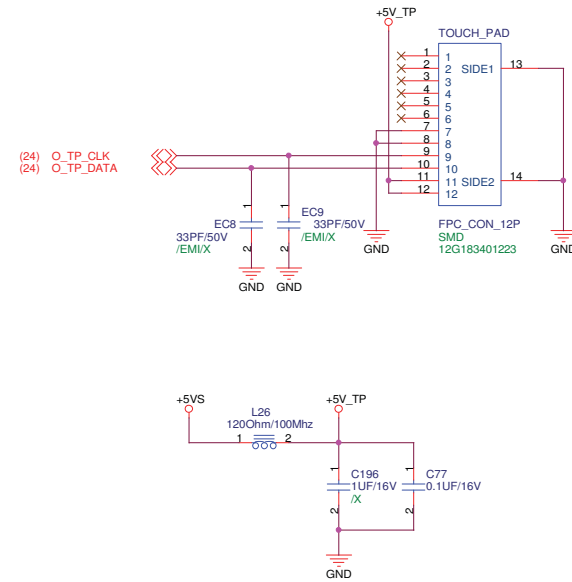 +5V_TP
TOUCH_PAD
1 1
2 2 SIDE1 13
3 3
4 4
5 5
6 6
7 7
8 8
(24) O_TP_CLK 9 9
(24) O_TP_DATA 10 10
11 11 SIDE2 14
12 12
1 1
EC8 EC9
33PF/50V 33PF/50V
/EMI/X /EMI/X
2 2
GND GND
GND
FPC_CON_12P
SMD
12G183401223
GND
+5VS +5V_TP
L26
120Ohm/100Mhz
1 2
1 1
C196 C77
1UF/16V 0.1UF/16V
/X
2 2
GND